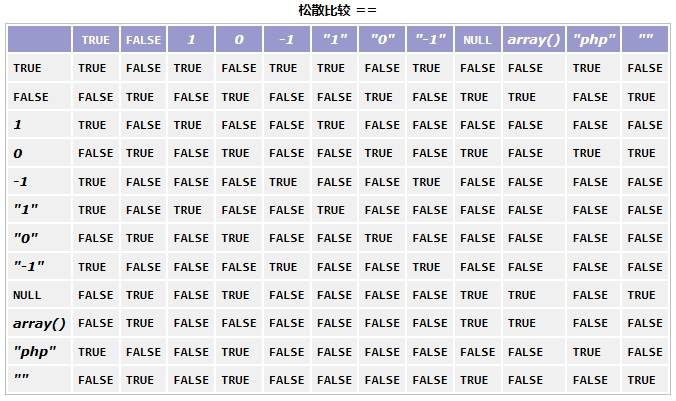 松散比较 ==
TRUE FALSE 1 0 -1 "1" "0" "-1" NULL array() "php" ""
TRUE TRUE FALSE TRUE FALSE TRUE TRUE FALSE TRUE FALSE FALSE TRUE FALSE
FALSE FALSE TRUE FALSE TRUE FALSE FALSE TRUE FALSE TRUE TRUE FALSE TRUE
1 TRUE FALSE TRUE FALSE FALSE TRUE FALSE FALSE FALSE FALSE FALSE FALSE
0 FALSE TRUE FALSE TRUE FALSE FALSE TRUE FALSE TRUE FALSE TRUE TRUE
-1 TRUE FALSE FALSE FALSE TRUE FALSE FALSE TRUE FALSE FALSE FALSE FALSE
"1" TRUE FALSE TRUE FALSE FALSE TRUE FALSE FALSE FALSE FALSE FALSE FALSE
"0" FALSE TRUE FALSE TRUE FALSE FALSE TRUE FALSE FALSE FALSE FALSE FALSE
"-1" TRUE FALSE FALSE FALSE TRUE FALSE FALSE TRUE FALSE FALSE FALSE FALSE
NULL FALSE TRUE FALSE TRUE FALSE FALSE FALSE FALSE TRUE TRUE FALSE TRUE
array() FALSE TRUE FALSE FALSE FALSE FALSE FALSE FALSE TRUE TRUE FALSE FALSE
"php" TRUE FALSE FALSE TRUE FALSE FALSE FALSE FALSE FALSE FALSE TRUE FALSE
"" FALSE TRUE FALSE TRUE FALSE FALSE FALSE FALSE TRUE FALSE FALSE TRUE